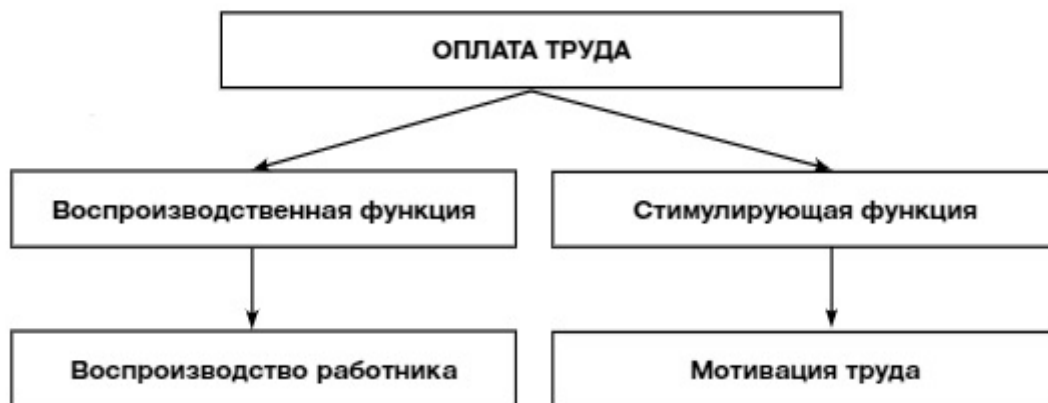 ОПЛАТА ТРУДА
Воспроизводственная функция
Стимулирующая функция
Воспроизводство работника
Мотивация труда